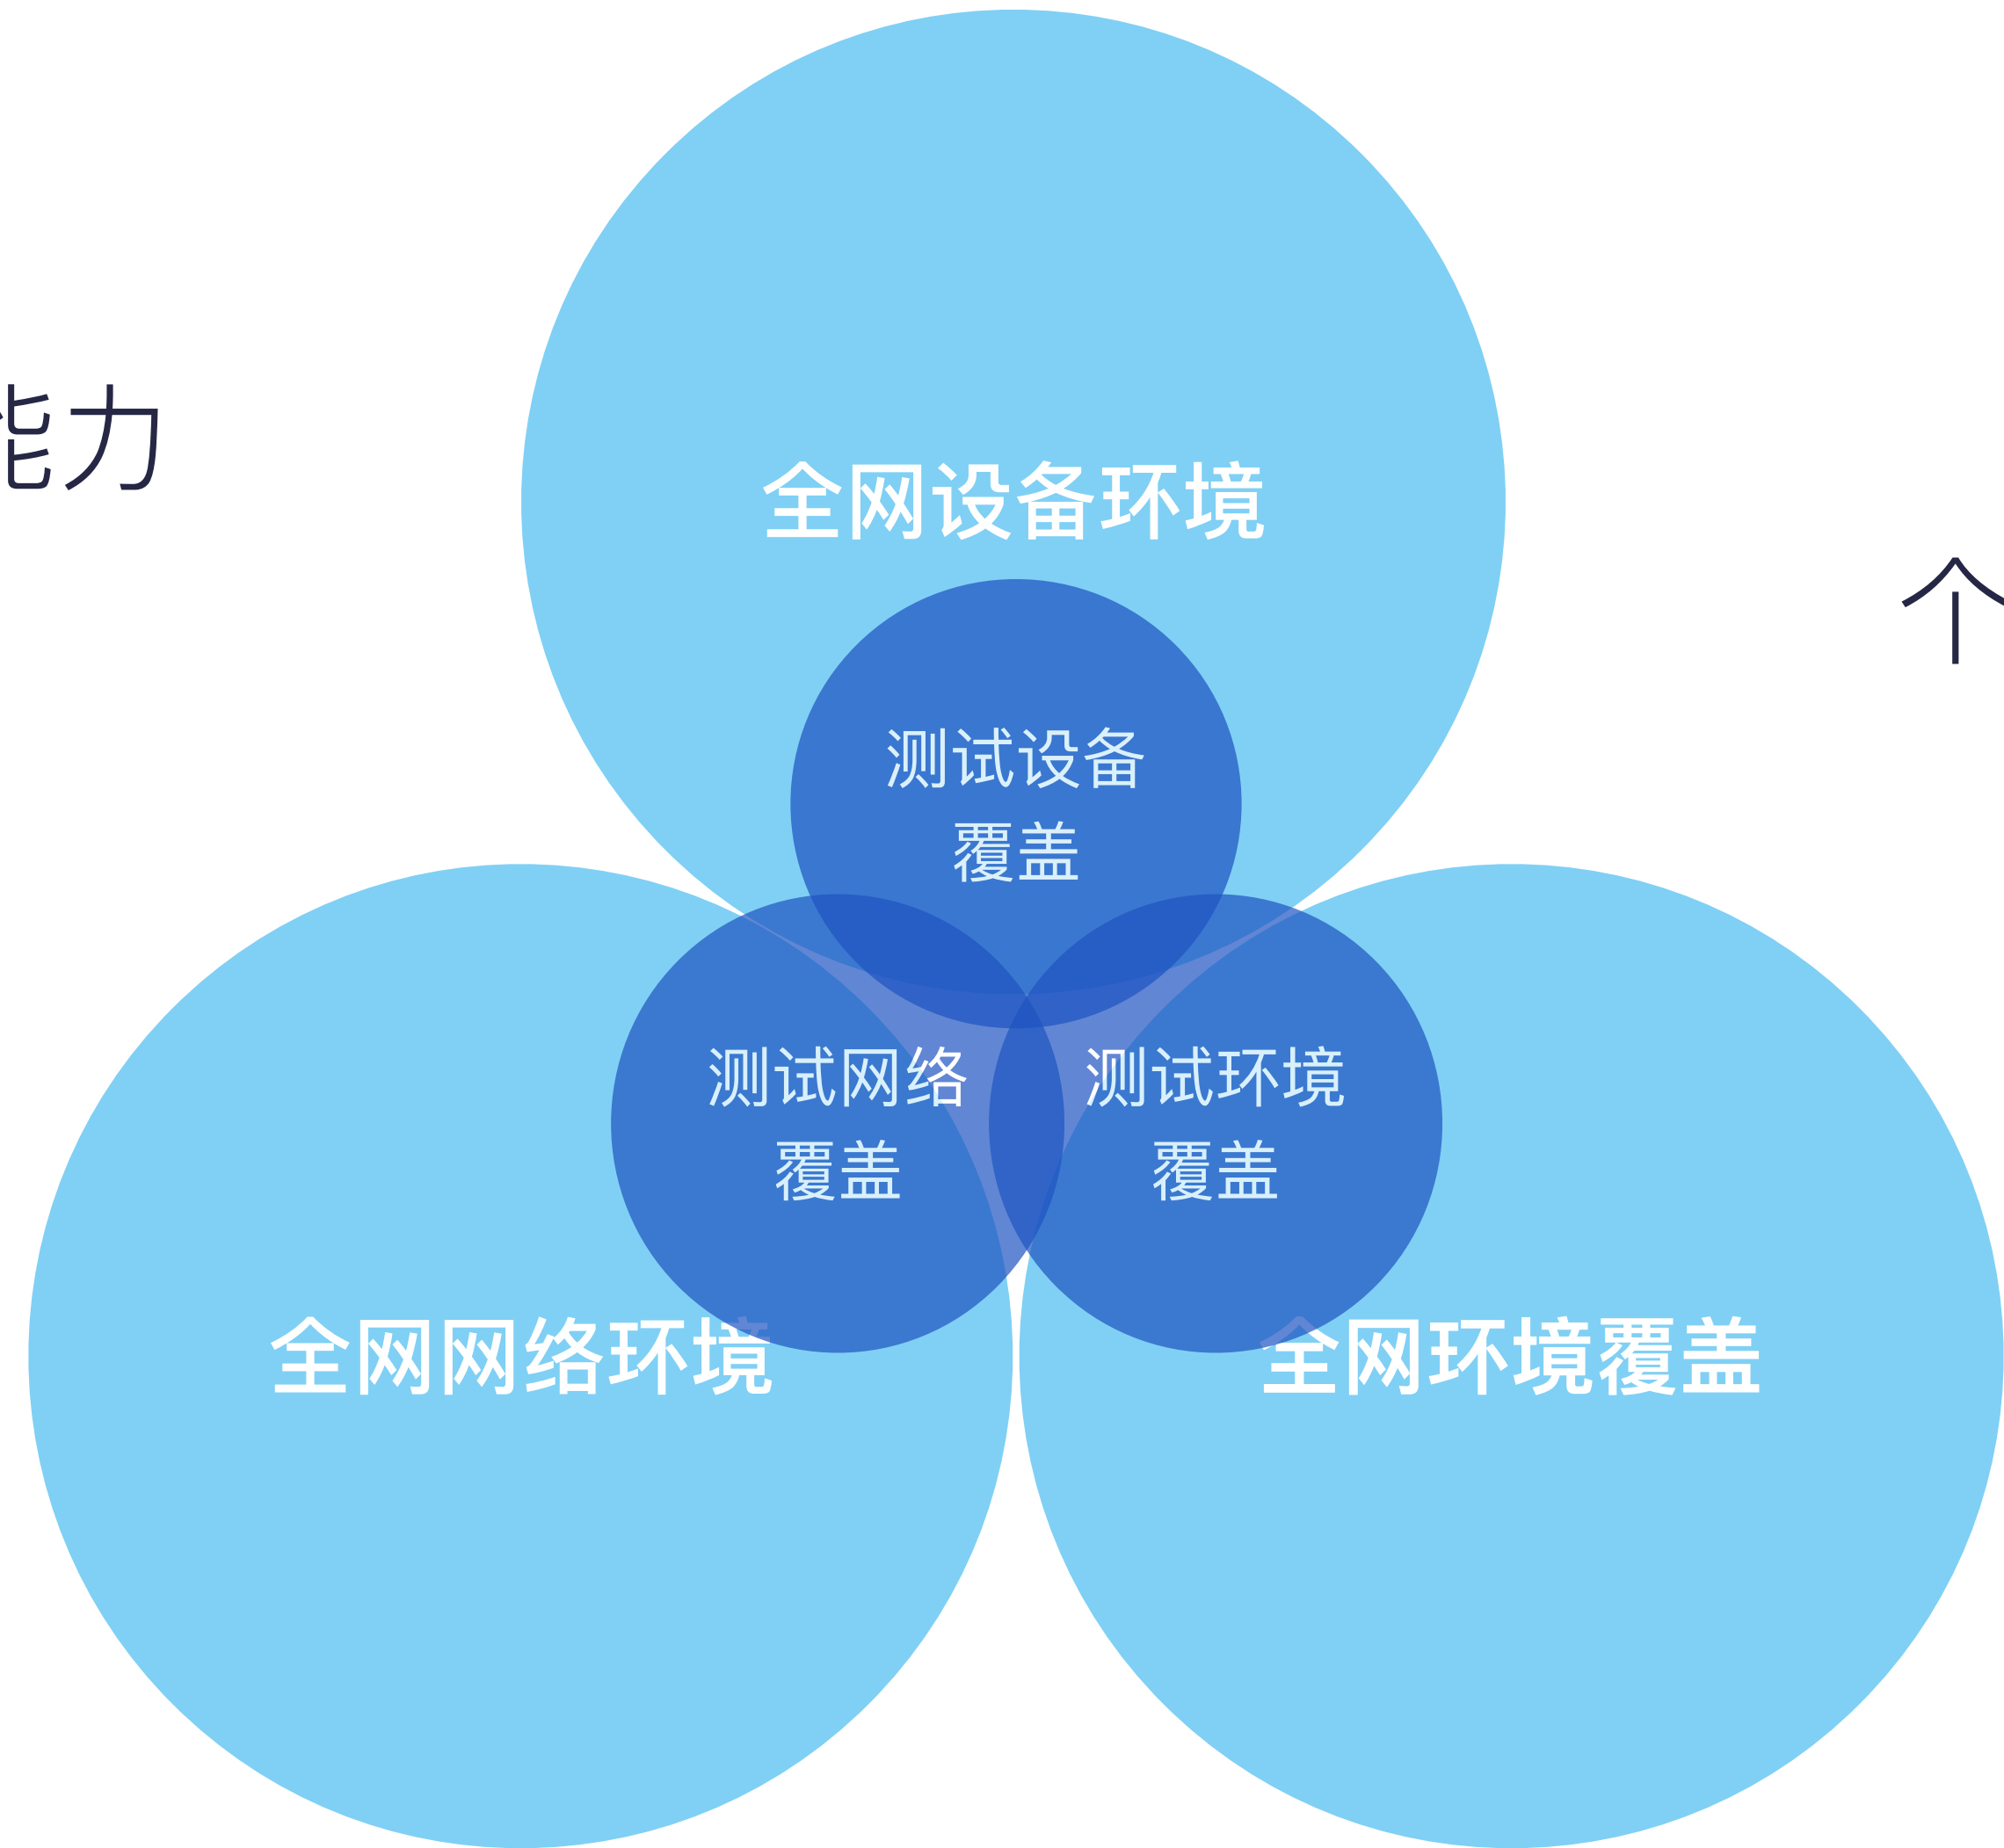 能力
全网设备环境
个
测试设备
覆盖
测试网络
覆盖
测试环境
覆盖
全网网络环境
全网环境覆盖